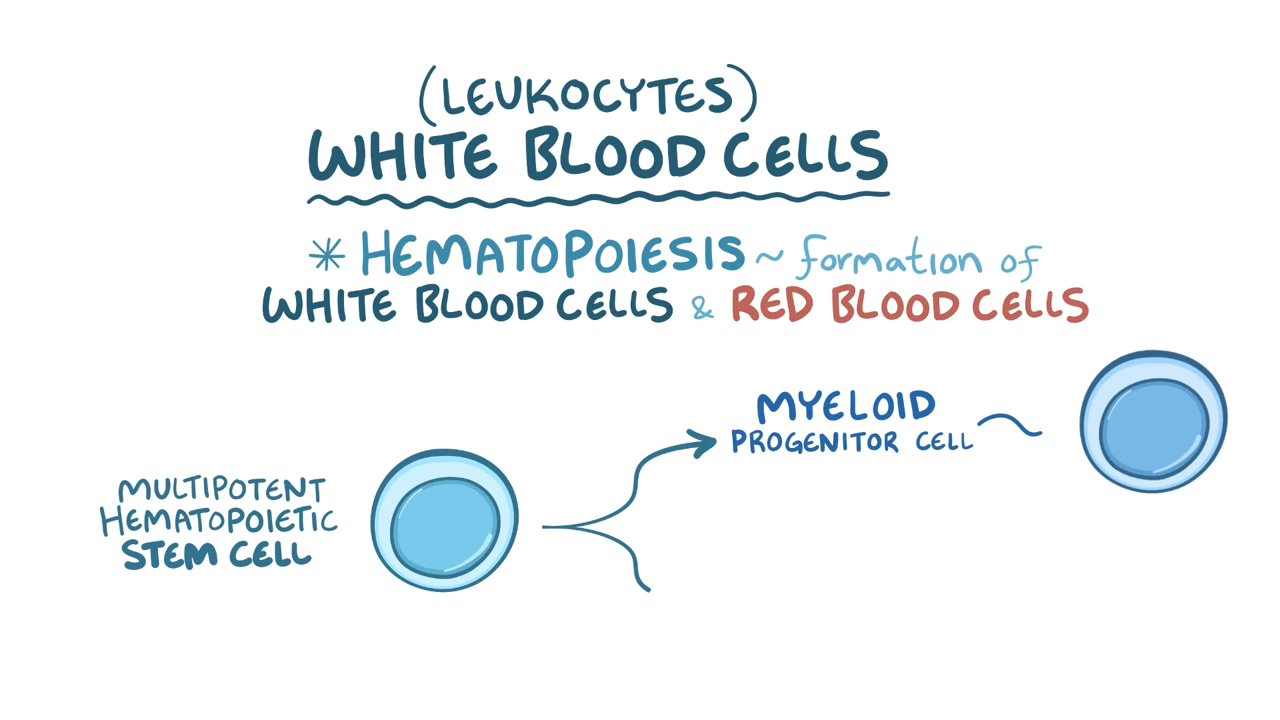 (LEUKOCYTES)
WHITE BLOOD CELLS
* HEMATOPOIESIS ~ formation of
WHITE BLOOD CELLS & RED BLOOD CELLS
MYELOID
PROGENITOR CELL
MULTIPOTENT
HEMATOPOIETIC
STEM CELL